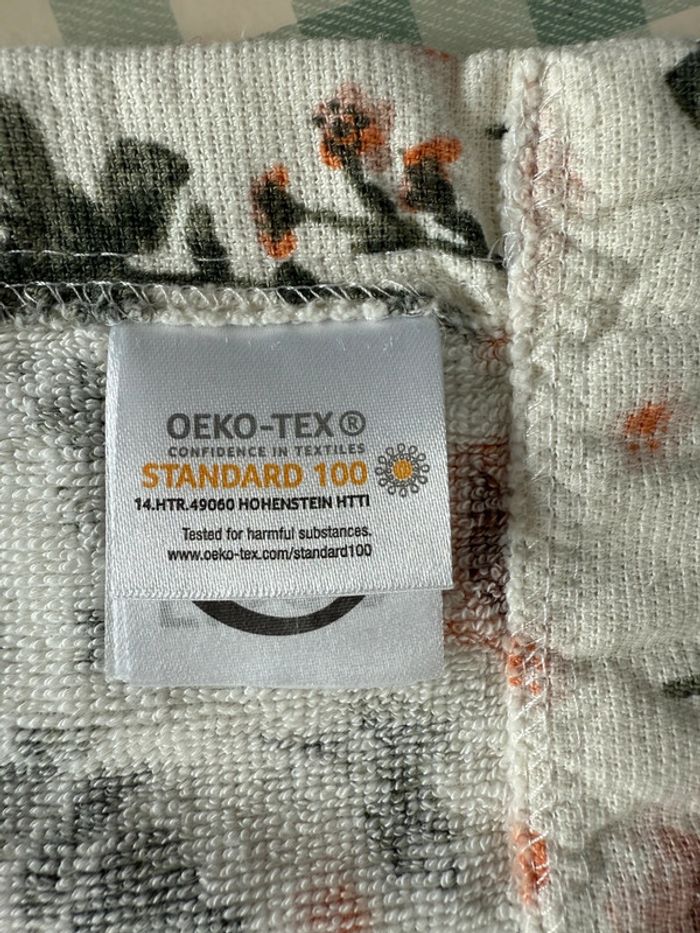 OEKO-TEX®
CONFIDENCE IN TEXTILES
STANDARD 100
14.HTR.49060 HOHENSTEIN HTTI
Tested for harmful substances.
www.oeko-tex.com/standard100